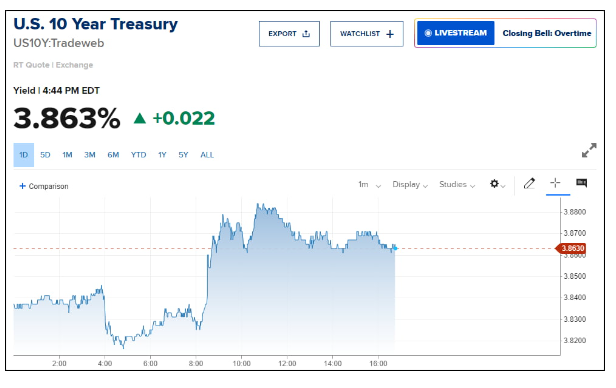 U.S. 10 Year Treasury
US10Y:Tradeweb
EXPORT
WATCHLIST +
LIVESTREAM
Closing Bell: Overtime
RT Quote | Exchange
Yield | 4:44 PM EDT
3.863% ▲ +0.022
1D 5D 1M 3M 6M YTD 1Y 5Y ALL
+ Comparison
1m Display Studies
3.8800
3.8700
3.8630
3.8600
3.8500
3.8400
3.8300
3.8200
2:00 4:00 6:00 8:00 10:00 12:00 14:00 16:00